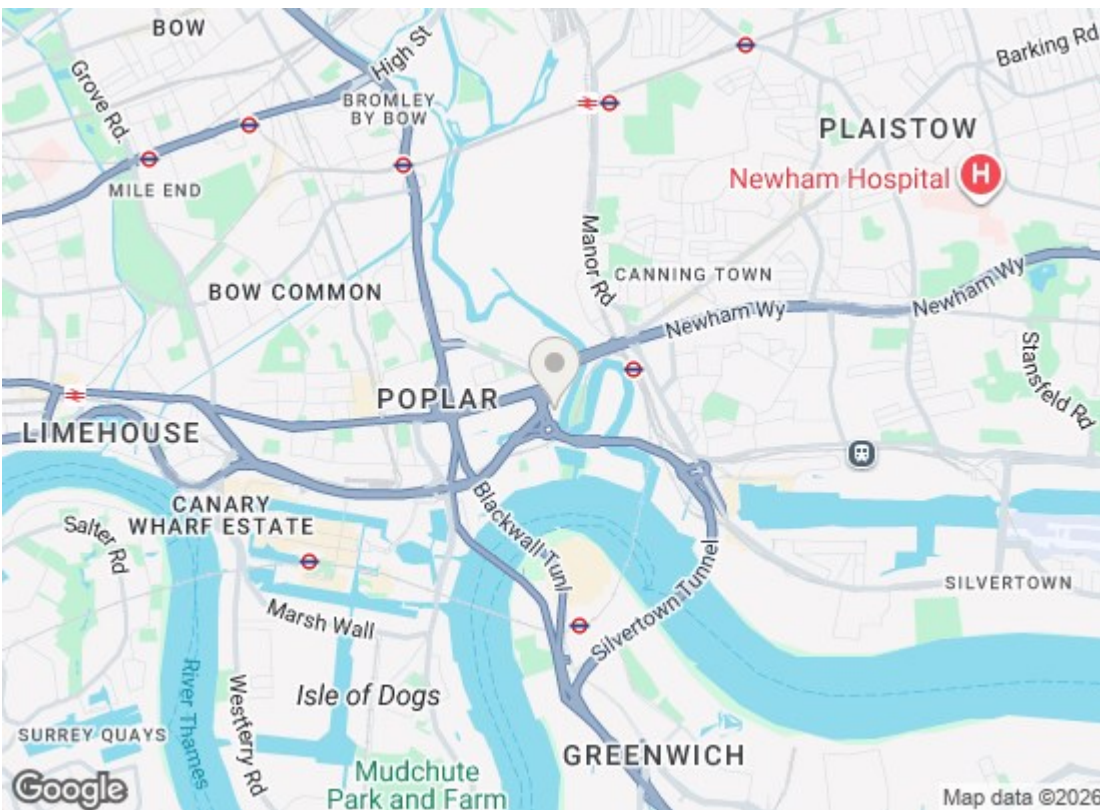 BOW
High St
Grove Rd.
BROMLEY
BY BOW
Barking Rd
PLAISTOW
Newham Hospital
H
MILE END
Manor Rd
CANNING TOWN
BOW COMMON
Newham Wy
Newham Wy
Stansfeld Rd
POPLAR
LIMEHOUSE
CANARY
WHARF ESTATE
Salter Rd
Blackwall Tunl
Silvertown Tunnel
SILVERTOWN
Marsh Wall
Isle of Dogs
River Thames
Westferry Rd
SURREY QUAYS
GREENWICH
Mudchute
Park and Farm
Google
Map data ©2026